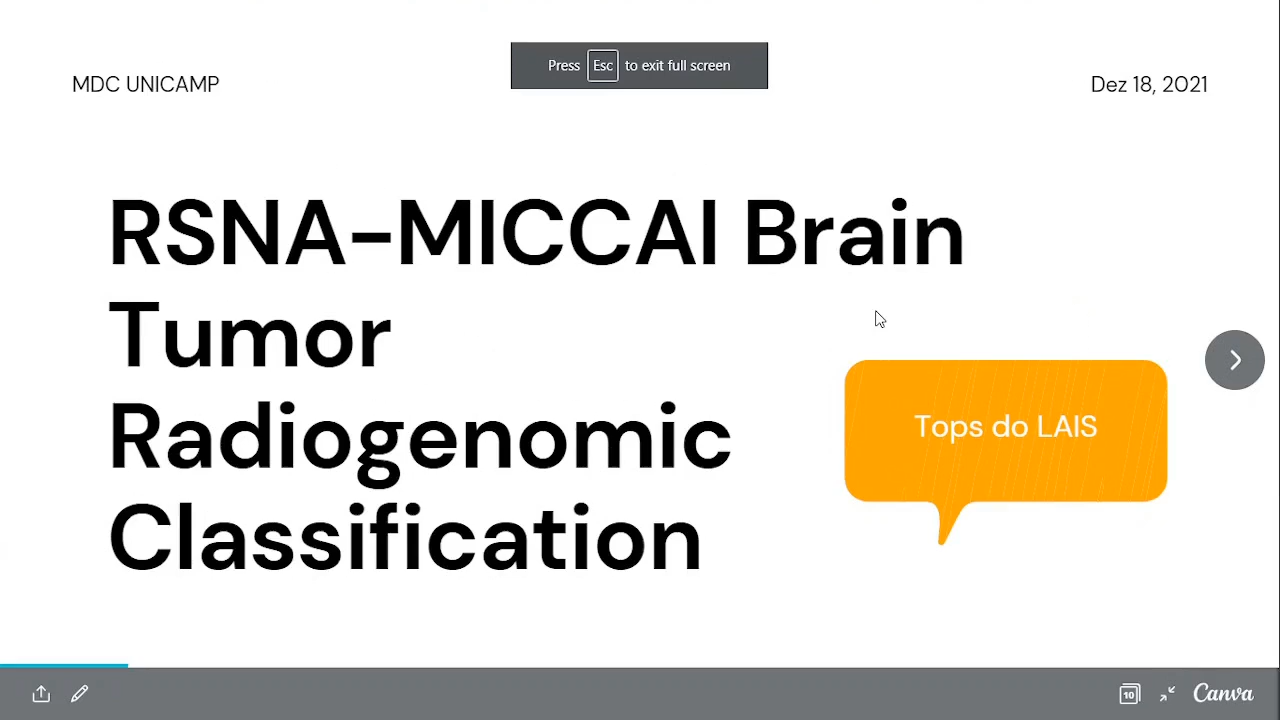 Press Esc to exit full screen
MDC UNICAMP
Dez 18, 2021
RSNA-MICCAI Brain
Tumor
Radiogenomic
Classification
Tops do LAIS
10
Canva